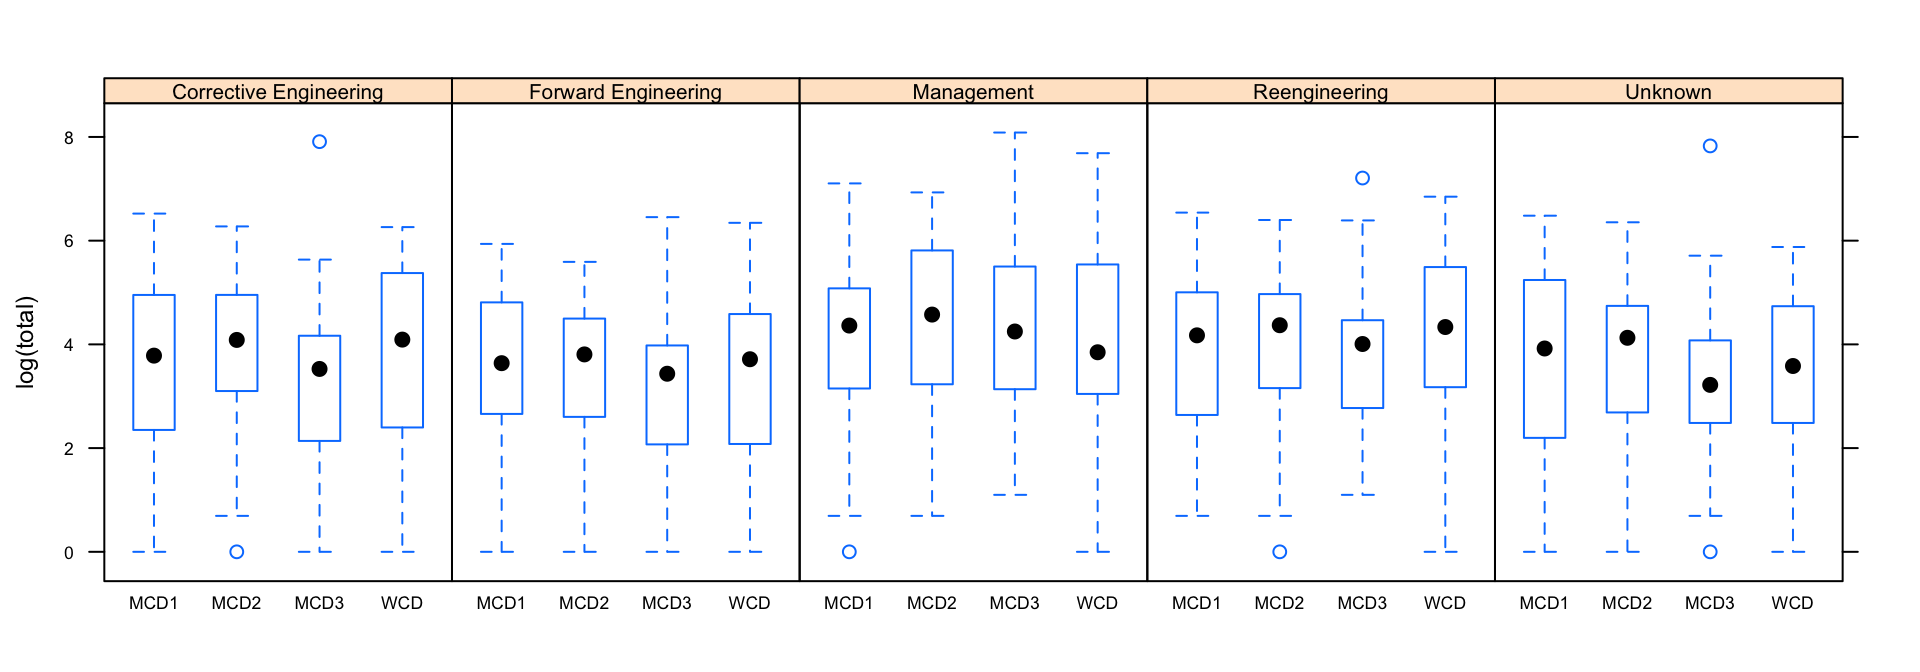 Corrective Engineering Forward Engineering Management Reengineering Unknown
8
6
4
2
0
log(total)
MCD1 MCD2 MCD3 WCD MCD1 MCD2 MCD3 WCD MCD1 MCD2 MCD3 WCD MCD1 MCD2 MCD3 WCD MCD1 MCD2 MCD3 WCD